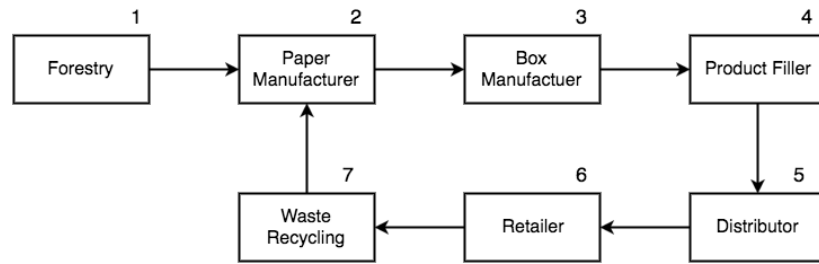 1
Forestry
2
Paper
Manufacturer
3
Box
Manufactuer
4
Product Filler
7
Waste
Recycling
6
Retailer
5
Distributor